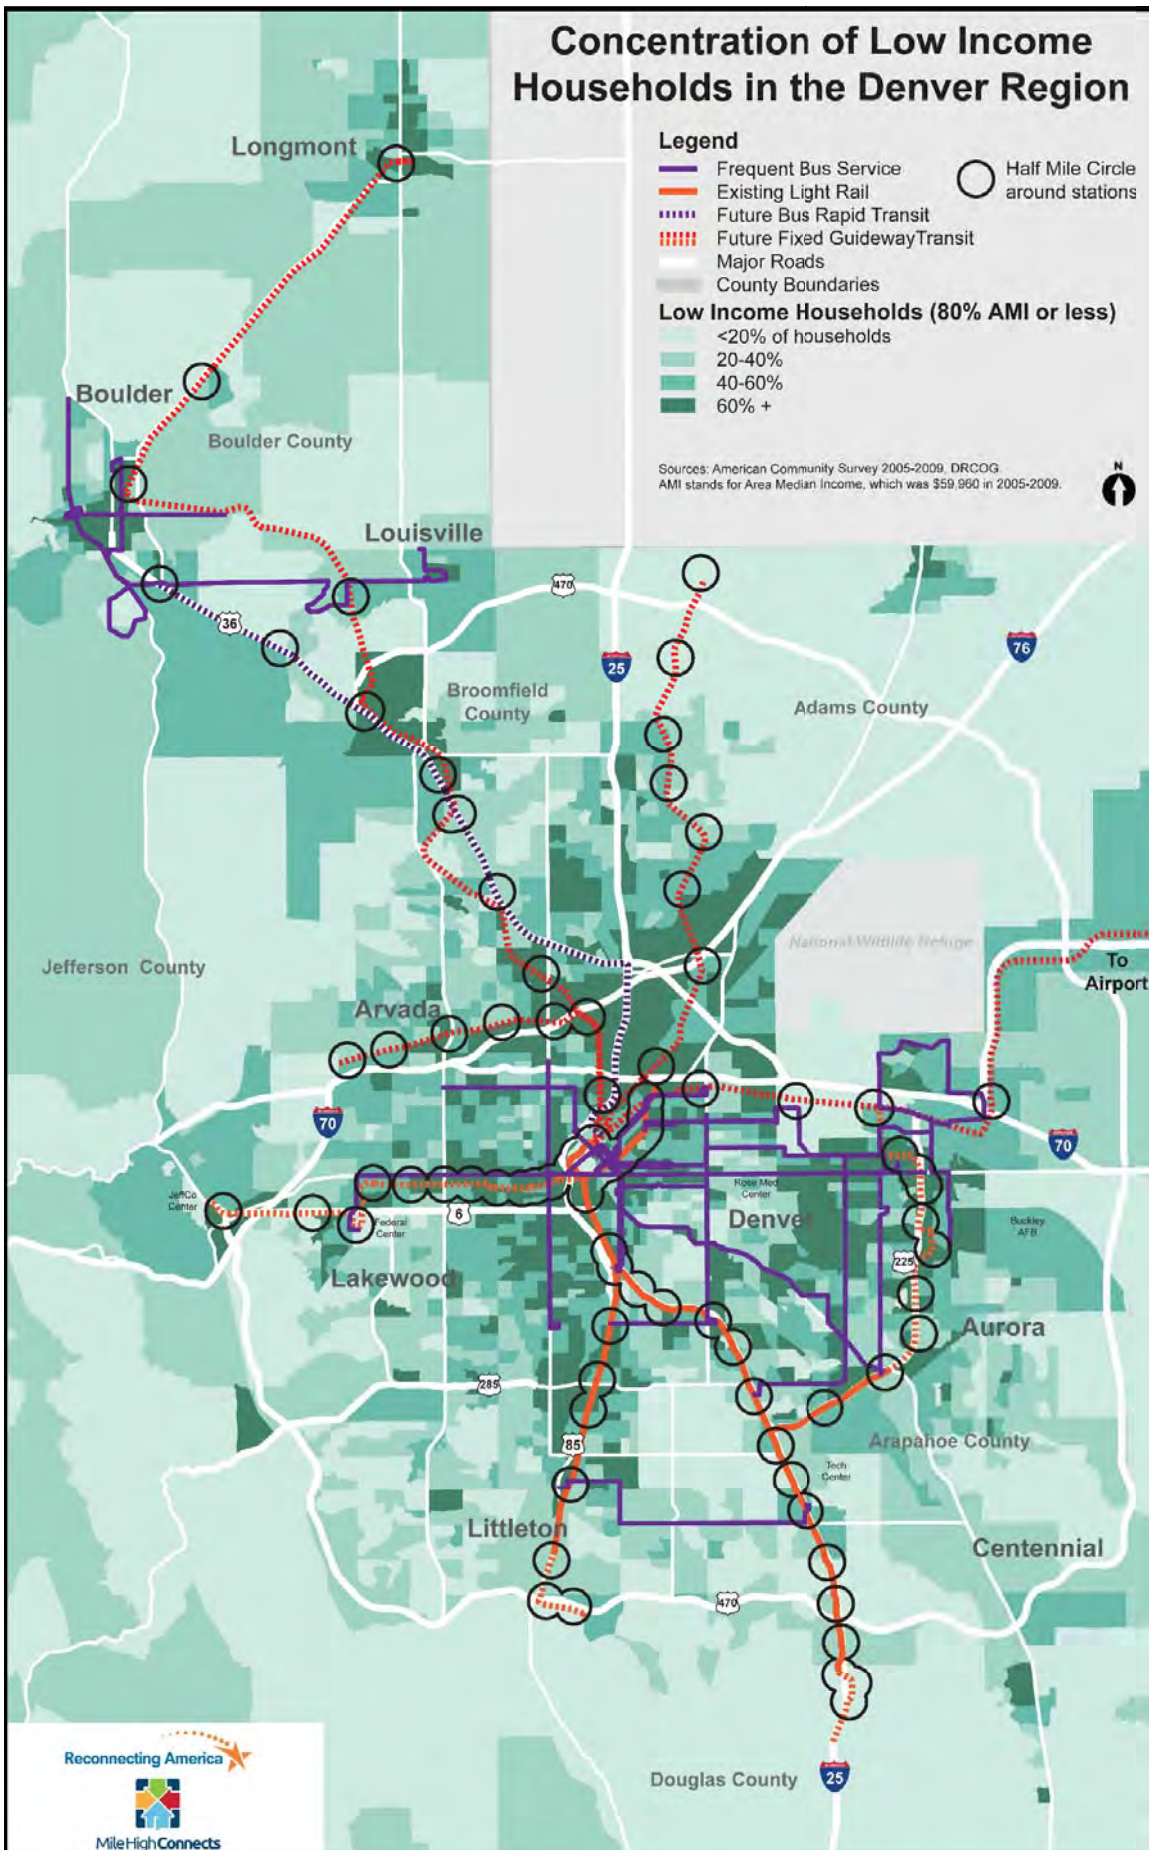 Concentration of Low Income
Households in the Denver Region
Legend
Frequent Bus Service
Existing Light Rail
Future Bus Rapid Transit
Future Fixed GuidewayTransit
Major Roads
County Boundaries
Half Mile Circle
around stations
Low Income Households (80% AMI or less)
<20% of households
20-40%
40-60%
60% +
Sources: American Community Survey 2005-2009, DRCOG
AMI stands for Area Median Income, which was $59,960 in 2005-2009.
N
Longmont
Boulder
Boulder County
Louisville
470
36
25
76
Broomfield
County
Adams County
National Wildlife Refuge
Jefferson County
To
Airport
Arvada
70
70
JeffCo
Center
Federal
Center
6
Rose Med
Center
Denver
Buckley
AFB
225
Lakewood
Aurora
285
85
Arapahoe County
Tech
Center
Littleton
Centennial
470
Douglas County
25
Reconnecting America
MileHighConnects